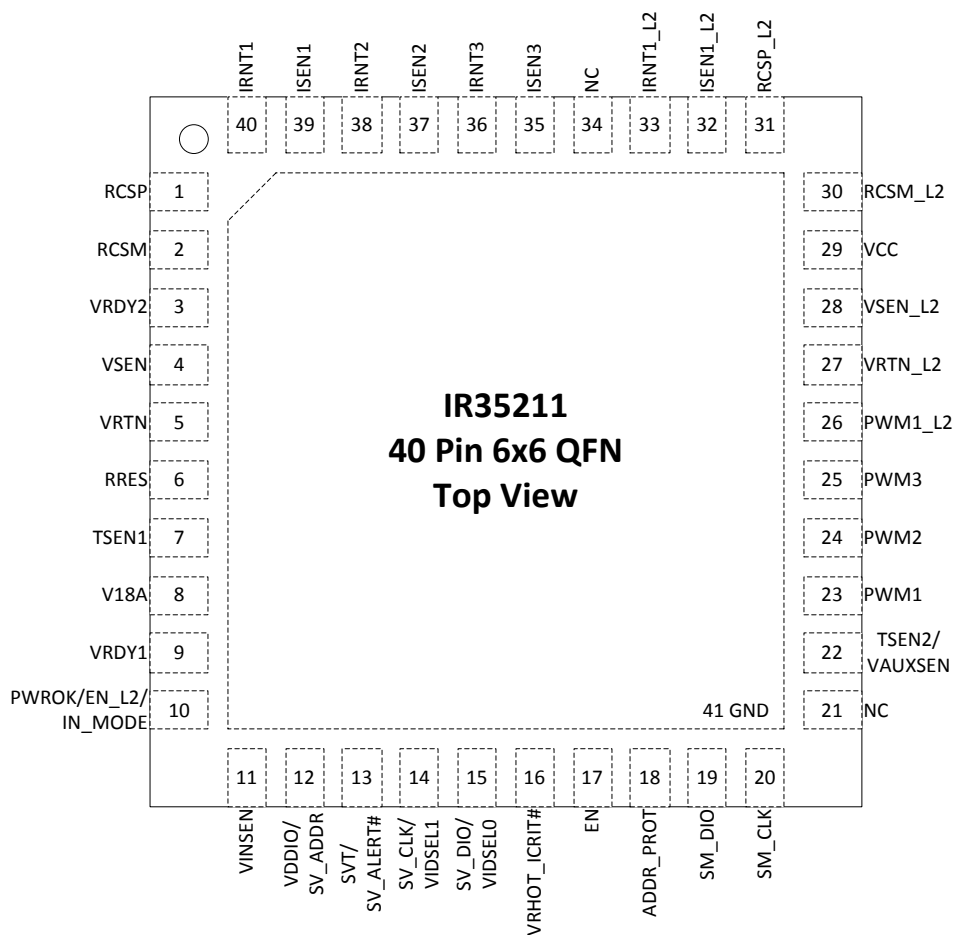 IRNT1
ISEN1
IRNT2
ISEN2
IRNT3
ISEN3
NC
IRNT1_L2
ISEN1_L2
RCSP_L2
40
39
38
37
36
35
34
33
32
31
RCSP 1
RCSM 2
VRDY2 3
VSEN 4
VRTN 5
RRES 6
TSEN1 7
V18A 8
VRDY1 9
PWROK/EN_L2/
IN_MODE
10
IR35211
40 Pin 6x6 QFN
Top View
41 GND
30 RCSM_L2
29 VCC
28 VSEN_L2
27 VRTN_L2
26 PWM1_L2
25 PWM3
24 PWM2
23 PWM1
22
TSEN2/
VAUXSEN
21 NC
11
12
13
14
15
16
17
18
19
20
VINSEN
VDDIO/
SV_ADDR
SVT/
SV_ALERT#
SV_CLK/
VIDSEL1
SV_DIO/
VIDSEL0
VRHOT_ICRIT#
EN
ADDR_PROT
SM_DIO
SM_CLK